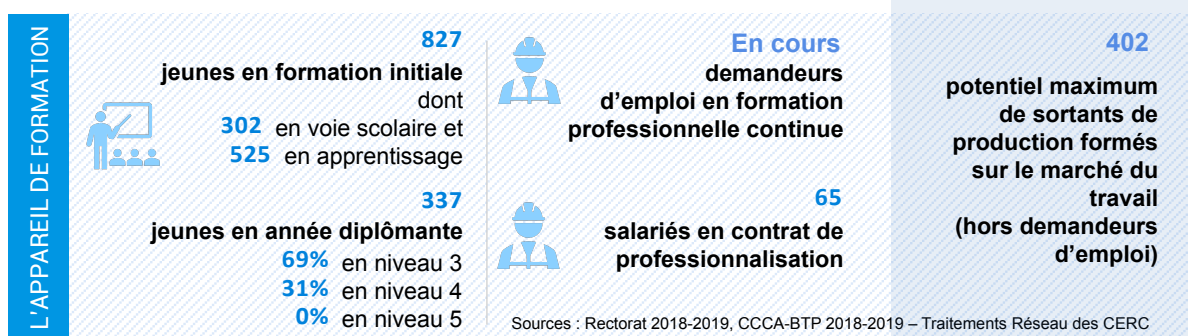 L'APPAREIL DE FORMATION
827
jeunes en formation initiale
dont
302 en voie scolaire et
525 en apprentissage
337
jeunes en année diplômante
69% en niveau 3
31% en niveau 4
0% en niveau 5
En cours
demandeurs
d'emploi en formation
professionnelle continue
65
salariés en contrat de
professionnalisation
402
potentiel maximum
de sortants de
production formés
sur le marché du
travail
(hors demandeurs
d'emploi)
Sources : Rectorat 2018-2019, CCCA-BTP 2018-2019 – Traitements Réseau des CERC